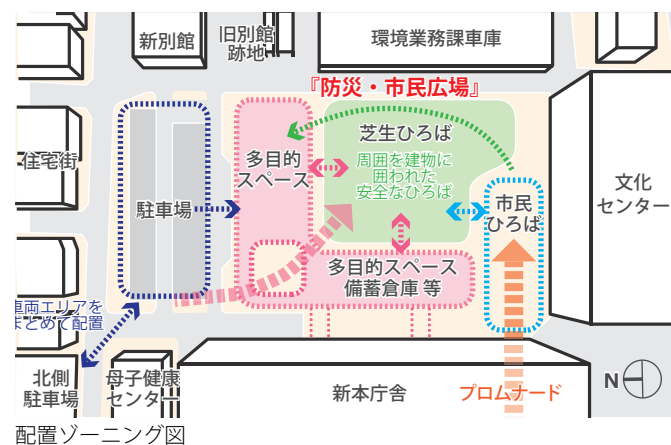 新別館
旧別館
跡地
環境業務課車庫
『防災・市民広場』
芝生ひろば
周囲を建物に
囲われた
安全なひろば
多目的
スペース
住宅街
駐車場
市民
ひろば
文化
センター
多目的スペース
備蓄倉庫 等
車両エリアを
まとめて配置
北側
駐車場
母子健康
センター
新本庁舎
プロムナード
N
配置ゾーニング図